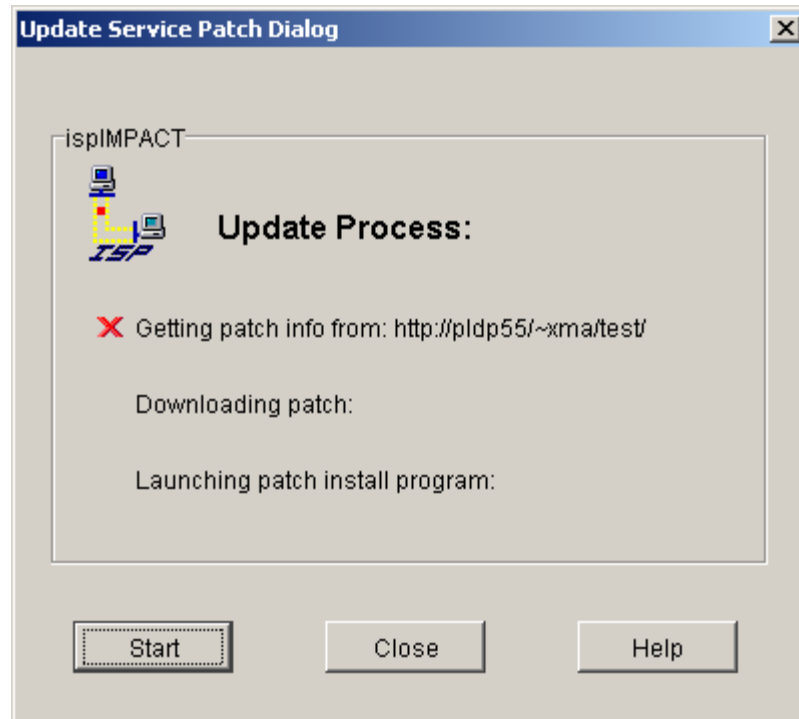 Update Service Patch Dialog
ispIMPACT
ISP
Update Process:
Getting patch info from: http://pldp55/~xma/test/
Downloading patch:
Launching patch install program:
Start
Close
Help